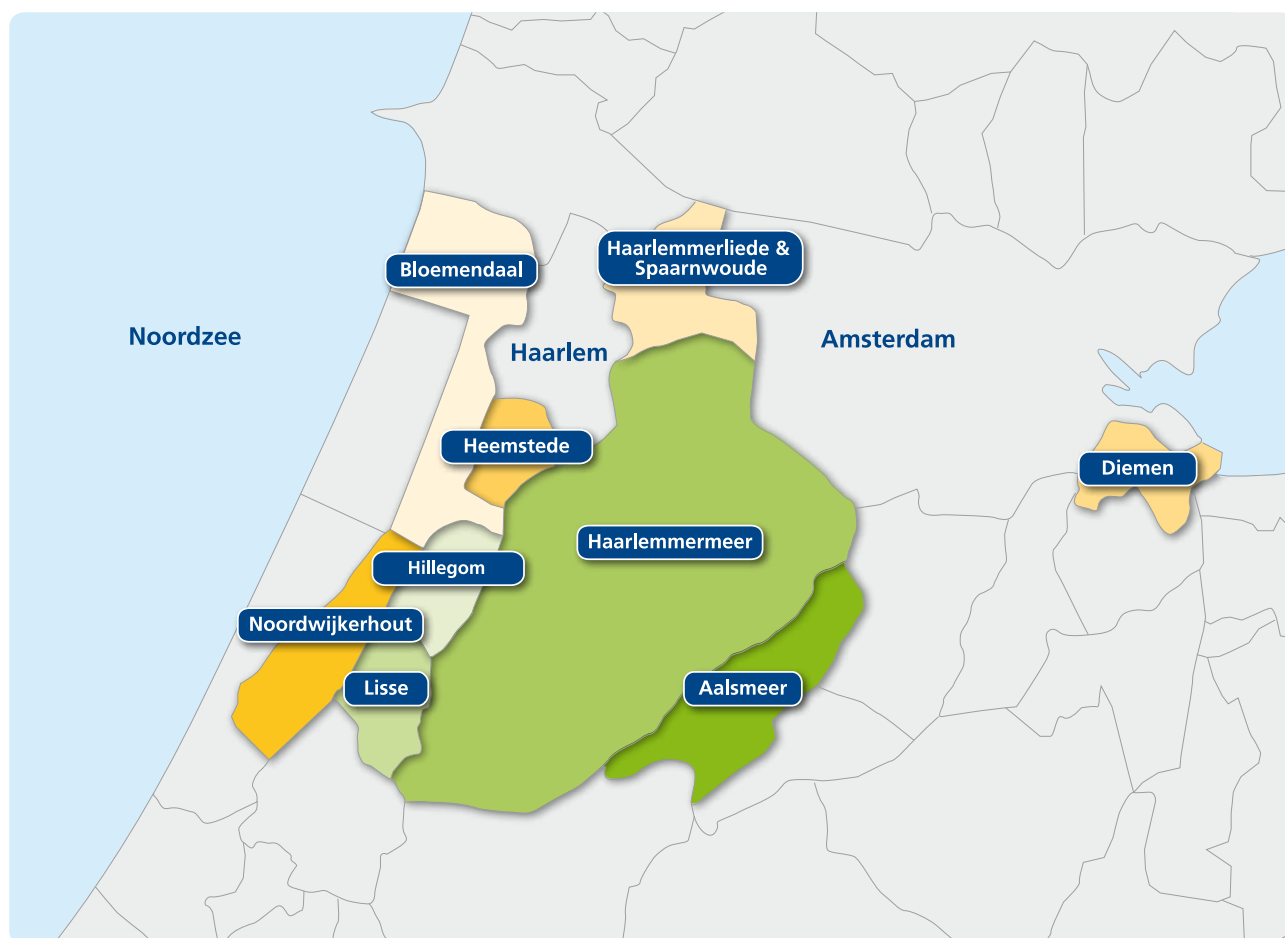 Haarlemmerliede &
Spaarnwoude
Bloemendaal
Noordzee
Haarlem
Amsterdam
Heemstede
Diemen
Haarlemmermeer
Hillegom
Noordwijkerhout
Lisse
Aalsmeer